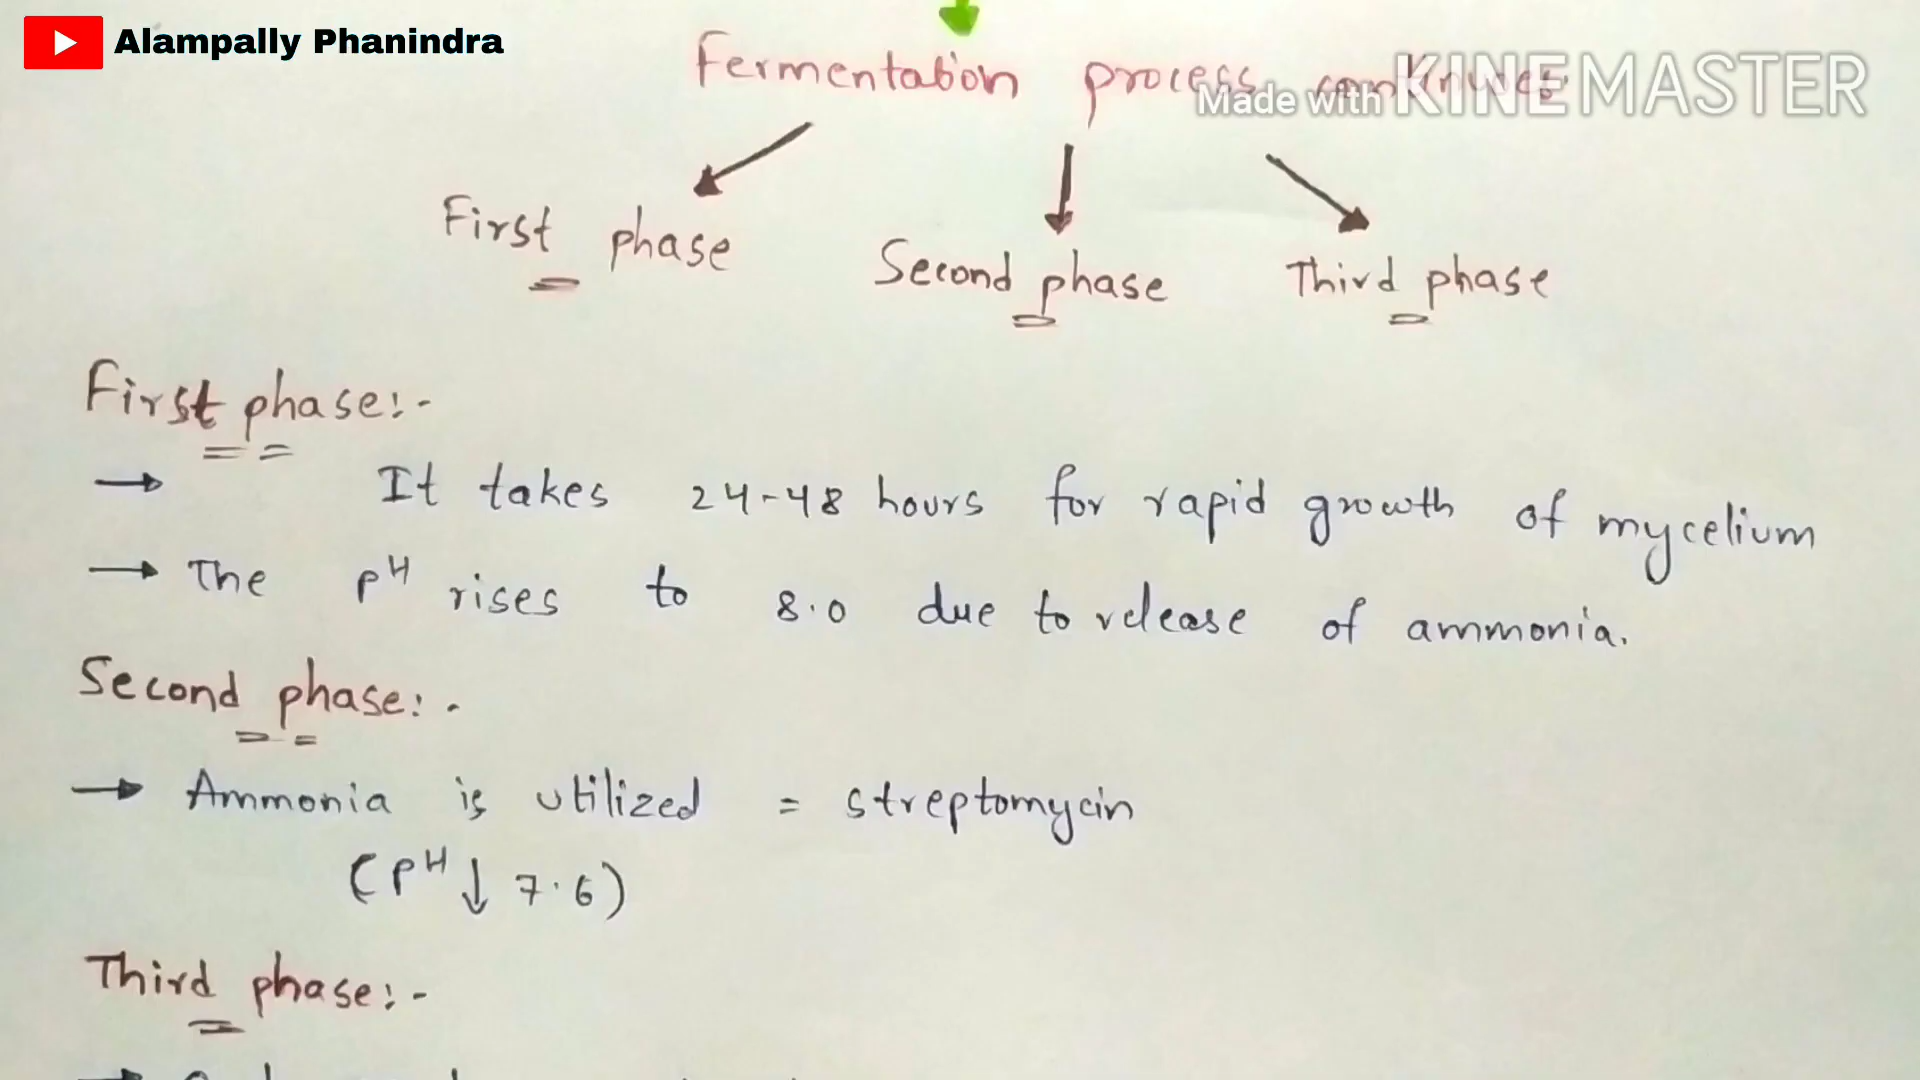 Alampally Phanindra
Fermentation process continues
Made with KINEMASTER
First phase
Second phase
Third phase
First phase:-
→ It takes 24-48 hours for rapid growth of mycelium
→ The pH rises to 8.0 due to release of ammonia.
Second phase:-
→ Ammonia is utilized = streptomycin
(pH ↓ 7.6)
Third phase:-